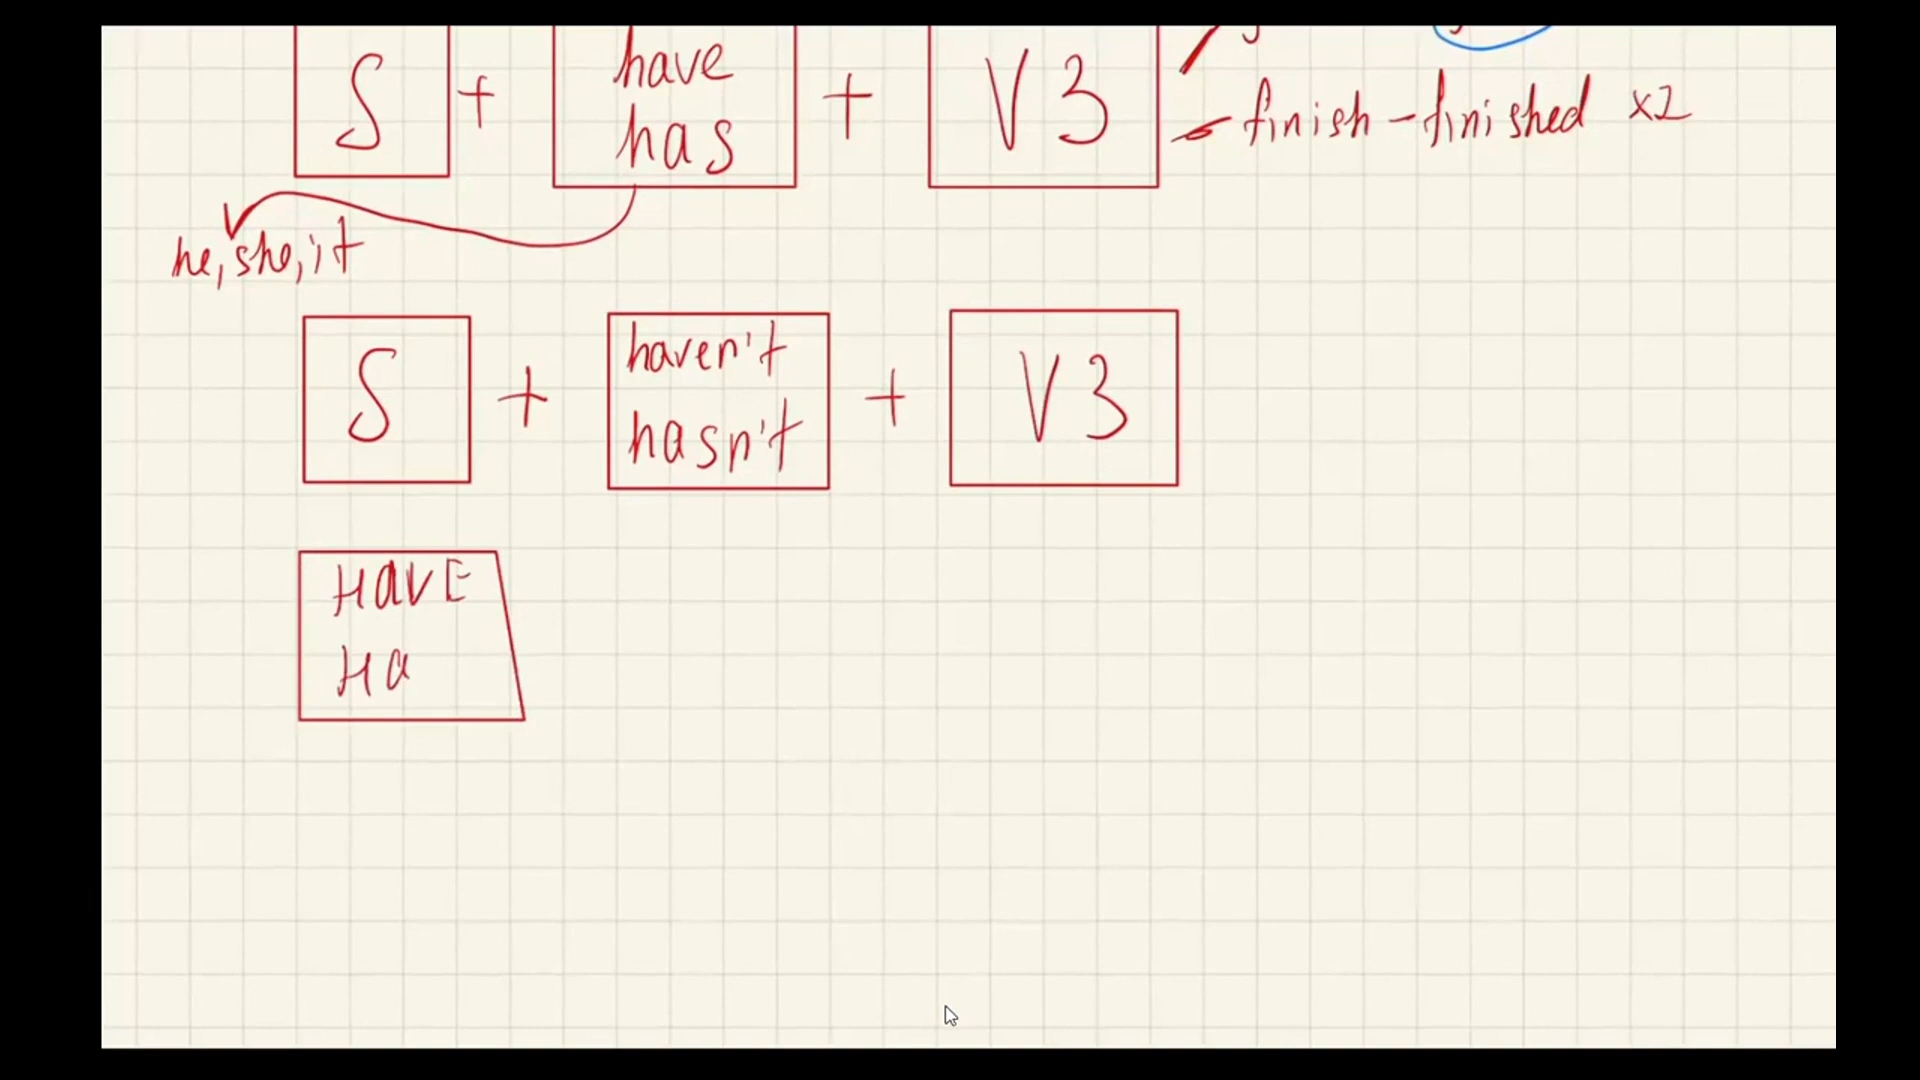 S + have has + V3
finish - finished x2
he, she, it
S + haven't hasn't + V3
HAVE
HA